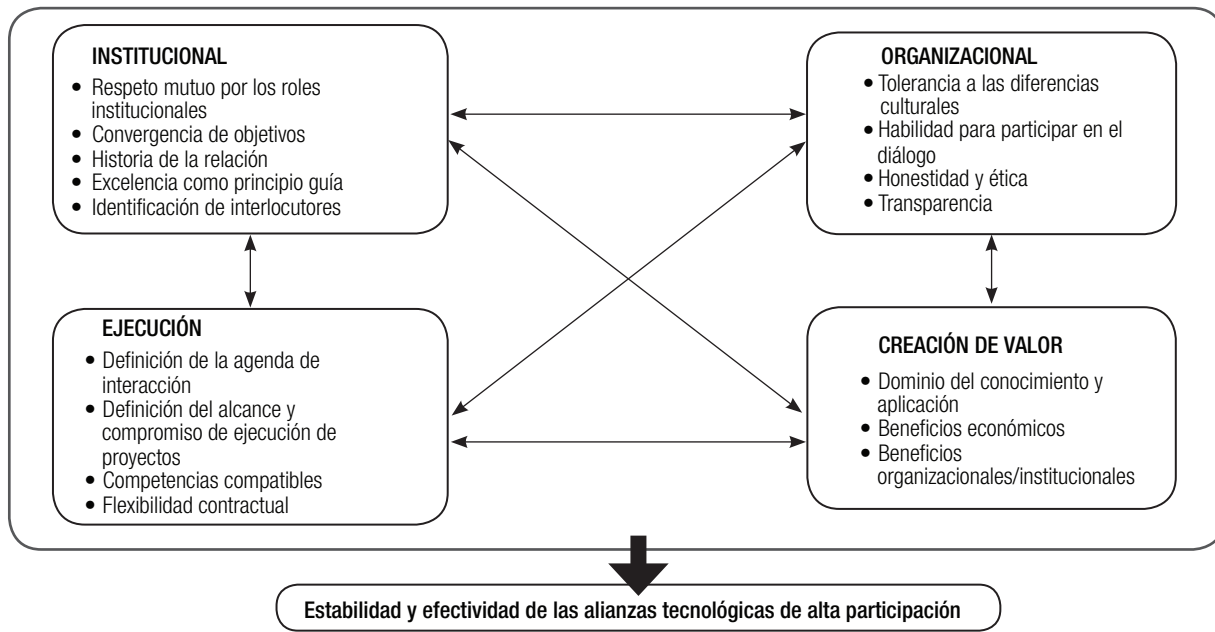 INSTITUCIONAL
• Respeto mutuo por los roles
institucionales
• Convergencia de objetivos
• Historia de la relación
• Excelencia como principio guía
• Identificación de interlocutores
ORGANIZACIONAL
• Tolerancia a las diferencias
culturales
• Habilidad para participar en el
diálogo
• Honestidad y ética
• Transparencia
EJECUCIÓN
• Definición de la agenda de
interacción
• Definición del alcance y
compromiso de ejecución de
proyectos
• Competencias compatibles
• Flexibilidad contractual
CREACIÓN DE VALOR
• Dominio del conocimiento y
aplicación
• Beneficios económicos
• Beneficios
organizacionales/institucionales
Estabilidad y efectividad de las alianzas tecnológicas de alta participación